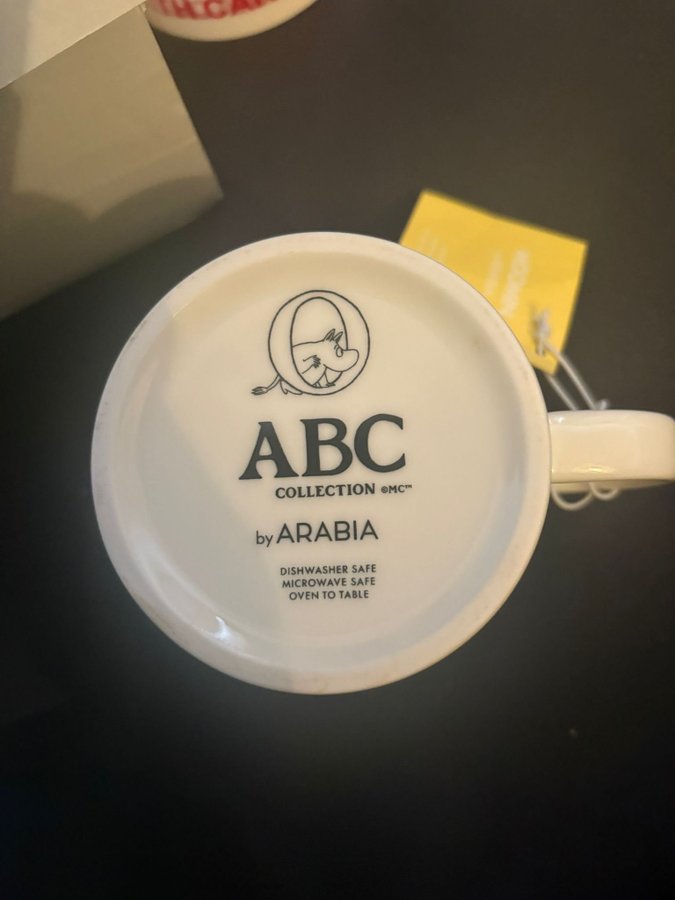 ABC
COLLECTION ©MC™
by ARABIA
DISHWASHER SAFE
MICROWAVE SAFE
OVEN TO TABLE